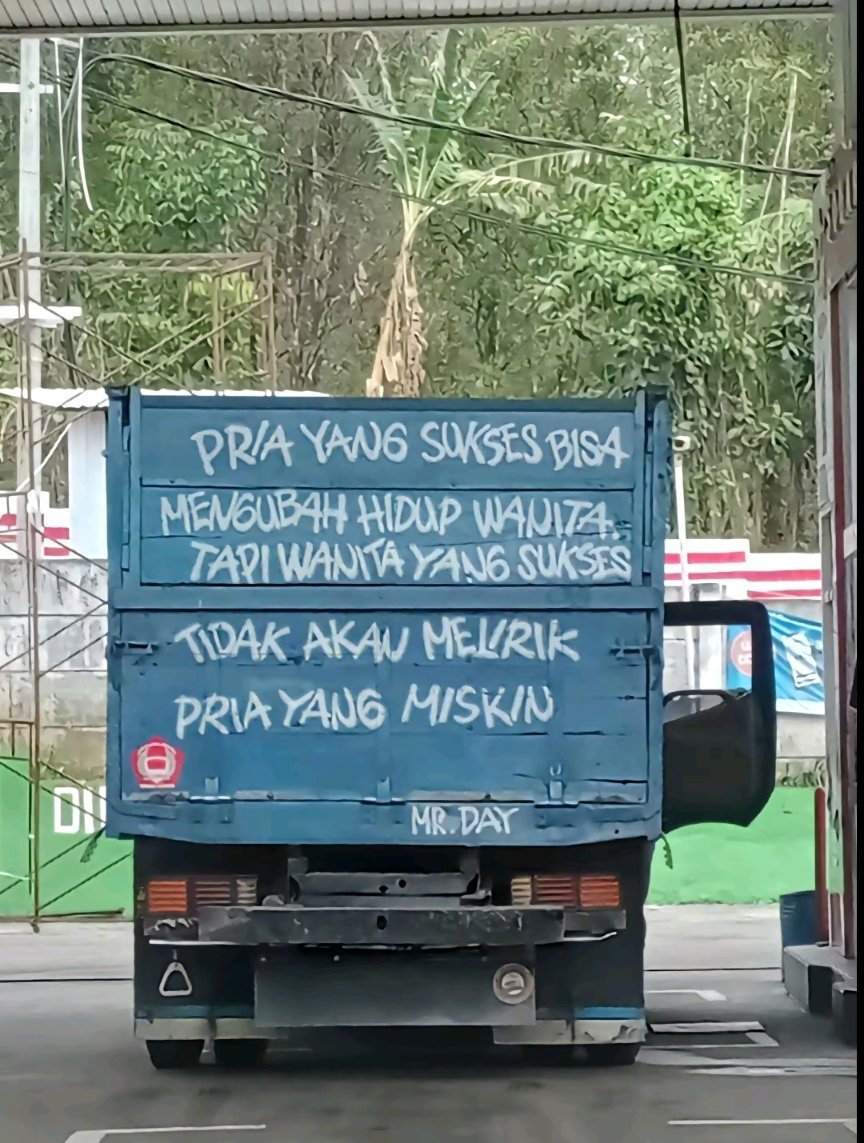 PRIA YANG SUKSES BISA
MENGUBAH HIDUP WANITA.
TAPI WANITA YANG SUKSES
TIDAK AKAN MELIRIK
PRIA YANG MISKIN
MR. DAY